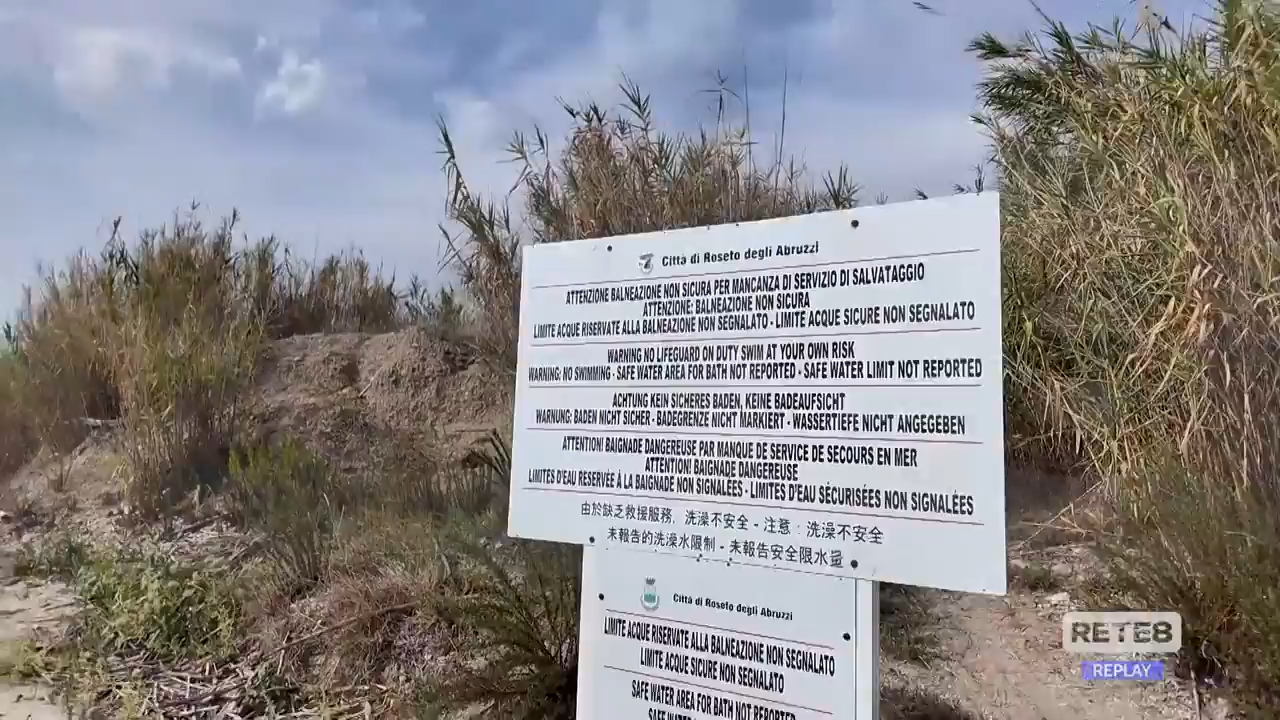 Città di Roseto degli Abruzzi
ATTENZIONE BALNEAZIONE NON SICURA PER MANCANZA DI SERVIZIO DI SALVATAGGIO
ATTENZIONE: BALNEAZIONE NON SICURA
LIMITE ACQUE RISERVATE ALLA BALNEAZIONE NON SEGNALATO - LIMITE ACQUE SICURE NON SEGNALATO
WARNING NO LIFEGUARD ON DUTY SWIM AT YOUR OWN RISK
WARNING: NO SWIMMING - SAFE WATER AREA FOR BATH NOT REPORTED - SAFE WATER LIMIT NOT REPORTED
ACHTUNG KEIN SICHERES BADEN, KEINE BADEAUFSICHT
WARNUNG: BADEN NICHT SICHER - BADEGRENZE NICHT MARKIERT - WASSERTIEFE NICHT ANGEGEBEN
ATTENTION! BAIGNADE DANGEREUSE PAR MANQUE DE SERVICE DE SECOURS EN MER
ATTENTION! BAIGNADE DANGEREUSE
LIMITES D'EAU RESERVÉE À LA BAIGNADE NON SIGNALÉES - LIMITES D'EAU SÉCURISÉES NON SIGNALÉES
由於缺乏救援服務, 洗澡不安全 - 注意 : 洗澡不安全
未報告的洗澡水限制 - 未報告安全限水量
Città di Roseto degli Abruzzi
LIMITE ACQUE RISERVATE ALLA BALNEAZIONE NON SEGNALATO
LIMITE ACQUE SICURE NON SEGNALATO
SAFE WATER AREA FOR BATH NOT REPORTED
SAFE
RETE8
REPLAY